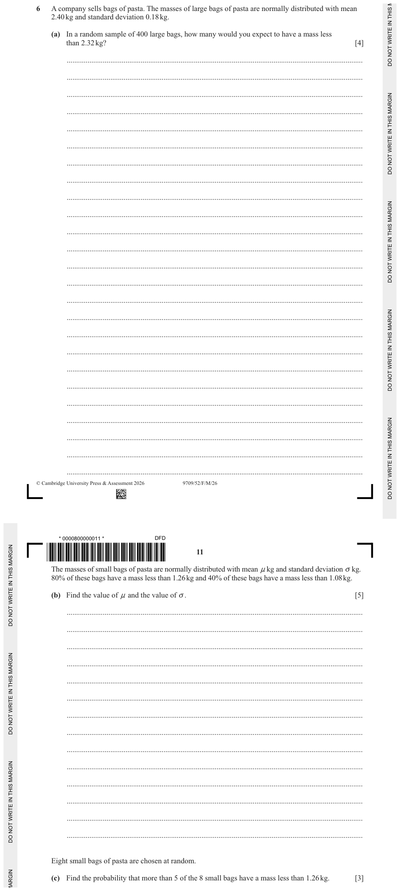 6 A company sells bags of pasta. The masses of large bags of pasta are normally distributed with mean
2.40 kg and standard deviation 0.18 kg.
(a) In a random sample of 400 large bags, how many would you expect to have a mass less
than 2.32 kg? [4]
DO NOT WRITE IN THIS MARGIN
DO NOT WRITE IN THIS MARGIN
DO NOT WRITE IN THIS MARGIN
DO NOT WRITE IN THIS MARGIN
DO NOT WRITE IN THIS MARGIN
© Cambridge University Press & Assessment 2026 9709/52/F/M/26
* 0000800000011 * DFD
11
The masses of small bags of pasta are normally distributed with mean μ kg and standard deviation σ kg.
80% of these bags have a mass less than 1.26 kg and 40% of these bags have a mass less than 1.08 kg.
(b) Find the value of μ and the value of σ. [5]
Eight small bags of pasta are chosen at random.
(c) Find the probability that more than 5 of the 8 small bags have a mass less than 1.26 kg. [3]
DO NOT WRITE IN THIS MARGIN
DO NOT WRITE IN THIS MARGIN
DO NOT WRITE IN THIS MARGIN
MARGIN